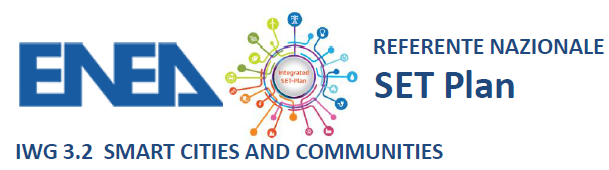 ENEA
Integrated
SET-Plan
REFERENTE NAZIONALE
SET Plan
IWG 3.2 SMART CITIES AND COMMUNITIES